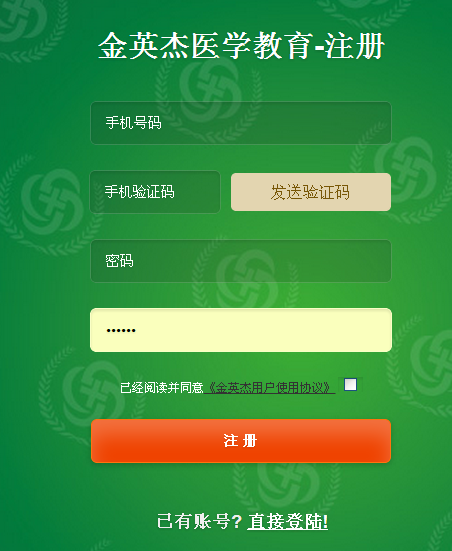 金英杰医学教育-注册
手机号码
手机验证码 发送验证码
密码
••••••
已经阅读并同意《金英杰用户使用协议》
注 册
己有账号? 直接登陆!